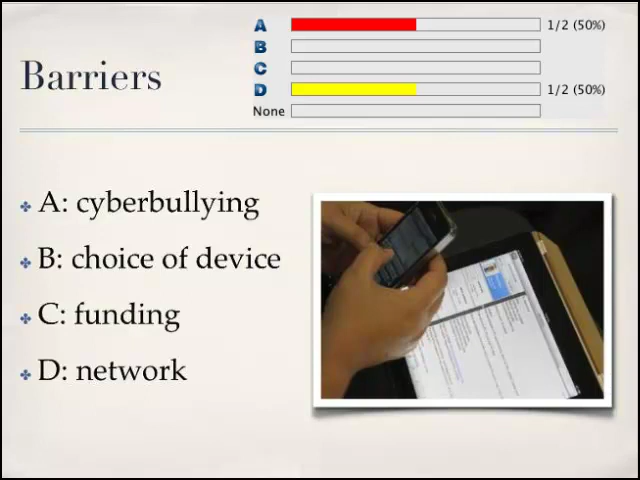 Barriers
A 1/2 (50%)
B
C
D 1/2 (50%)
None
A: cyberbullying
B: choice of device
C: funding
D: network